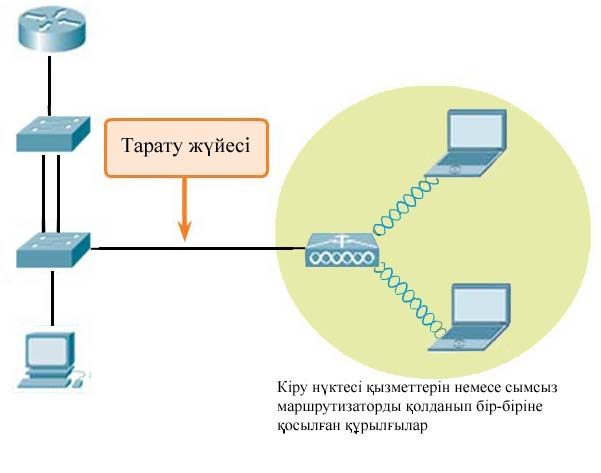 Тарату жүйесі
Кіру нүктесі қызметтерін немесе сымсыз
маршрутизаторды қолданып бір-біріне
қосылған құрылғылар